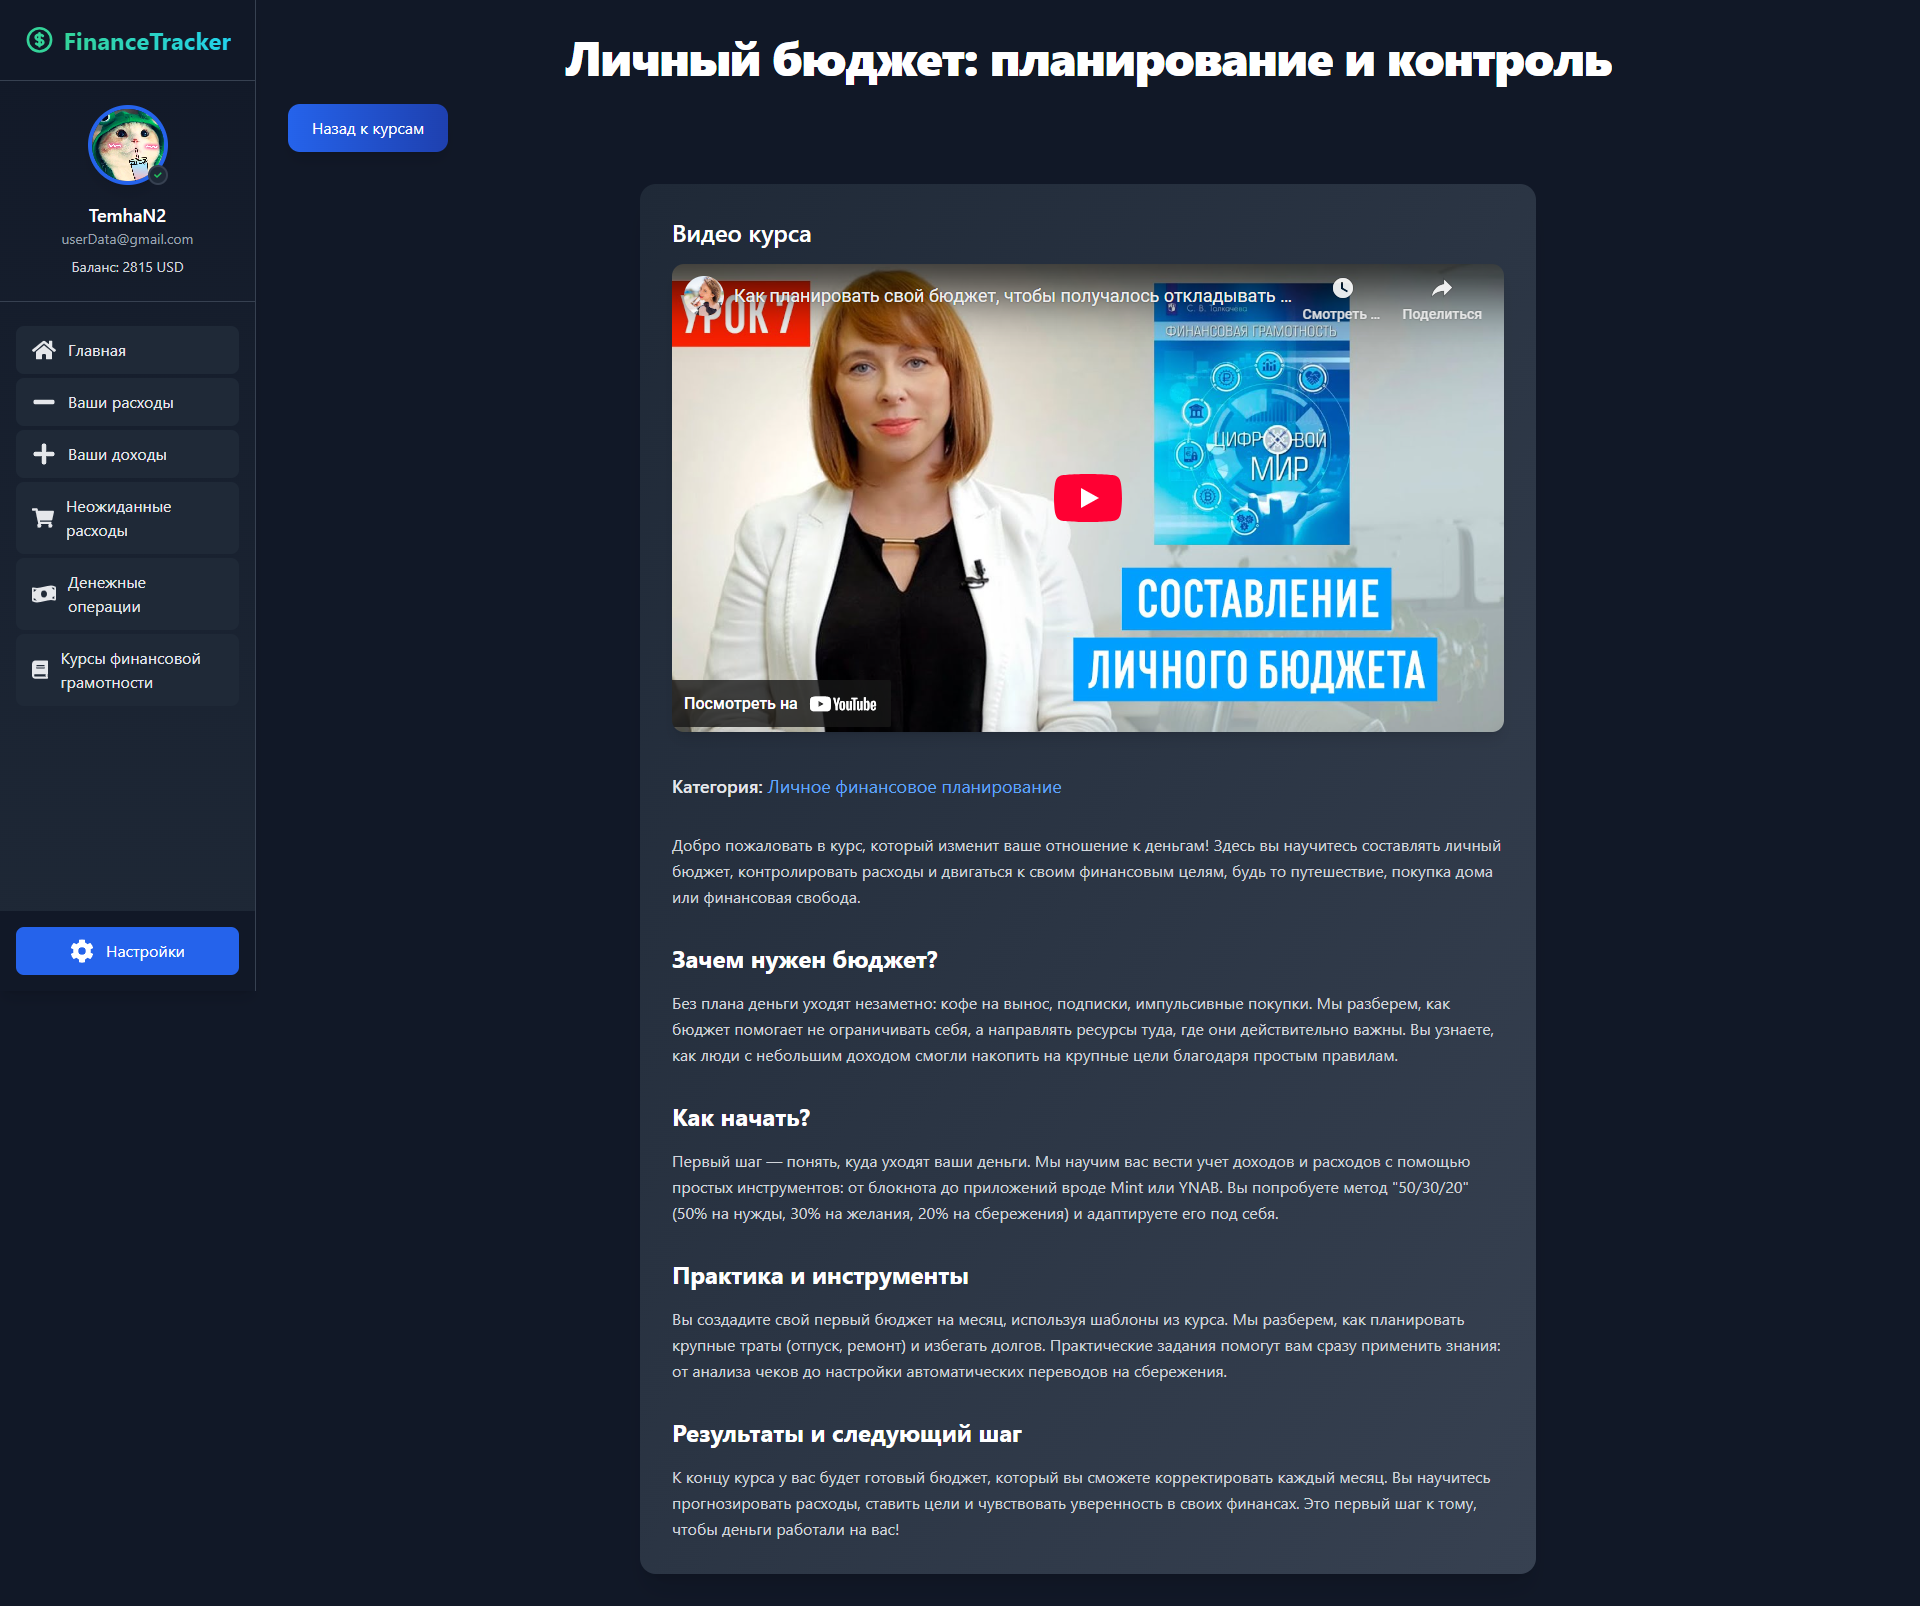 FinanceTracker
TemhaN2
userData@gmail.com
Баланс: 2815 USD
Главная
Ваши расходы
Ваши доходы
Неожиданные
расходы
Денежные
операции
Курсы финансовой
грамотности
Настройки
Личный бюджет: планирование и контроль
Назад к курсам
Видео курса
УРОК 7
Как планировать свой бюджет, чтобы получалось откладывать ...
Смотреть ...
Поделиться
С. В. Толкачева
ФИНАНСОВАЯ ГРАМОТНОСТЬ
ЦИФРОВОЙ
МИР
СОСТАВЛЕНИЕ
ЛИЧНОГО БЮДЖЕТА
Посмотреть на YouTube
Категория: Личное финансовое планирование
Добро пожаловать в курс, который изменит ваше отношение к деньгам! Здесь вы научитесь составлять личный
бюджет, контролировать расходы и двигаться к своим финансовым целям, будь то путешествие, покупка дома
или финансовая свобода.
Зачем нужен бюджет?
Без плана деньги уходят незаметно: кофе на вынос, подписки, импульсивные покупки. Мы разберем, как
бюджет помогает не ограничивать себя, а направлять ресурсы туда, где они действительно важны. Вы узнаете,
как люди с небольшим доходом смогли накопить на крупные цели благодаря простым правилам.
Как начать?
Первый шаг — понять, куда уходят ваши деньги. Мы научим вас вести учет доходов и расходов с помощью
простых инструментов: от блокнота до приложений вроде Mint или YNAB. Вы попробуете метод "50/30/20"
(50% на нужды, 30% на желания, 20% на сбережения) и адаптируете его под себя.
Практика и инструменты
Вы создадите свой первый бюджет на месяц, используя шаблоны из курса. Мы разберем, как планировать
крупные траты (отпуск, ремонт) и избегать долгов. Практические задания помогут вам сразу применить знания:
от анализа чеков до настройки автоматических переводов на сбережения.
Результаты и следующий шаг
К концу курса у вас будет готовый бюджет, который вы сможете корректировать каждый месяц. Вы научитесь
прогнозировать расходы, ставить цели и чувствовать уверенность в своих финансах. Это первый шаг к тому,
чтобы деньги работали на вас!